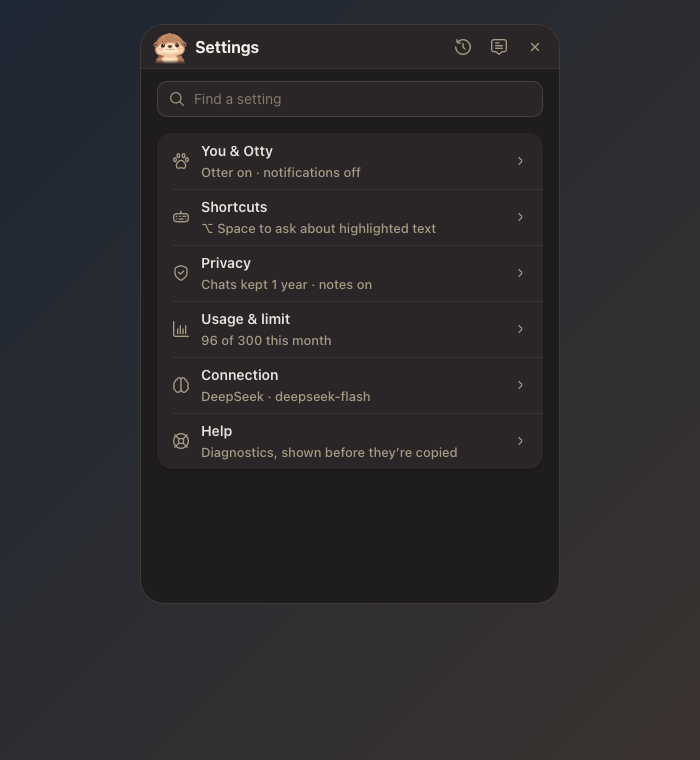 Settings
Find a setting
You & Otty
Otter on · notifications off
Shortcuts
⌥ Space to ask about highlighted text
Privacy
Chats kept 1 year · notes on
Usage & limit
96 of 300 this month
Connection
DeepSeek · deepseek-flash
Help
Diagnostics, shown before they’re copied